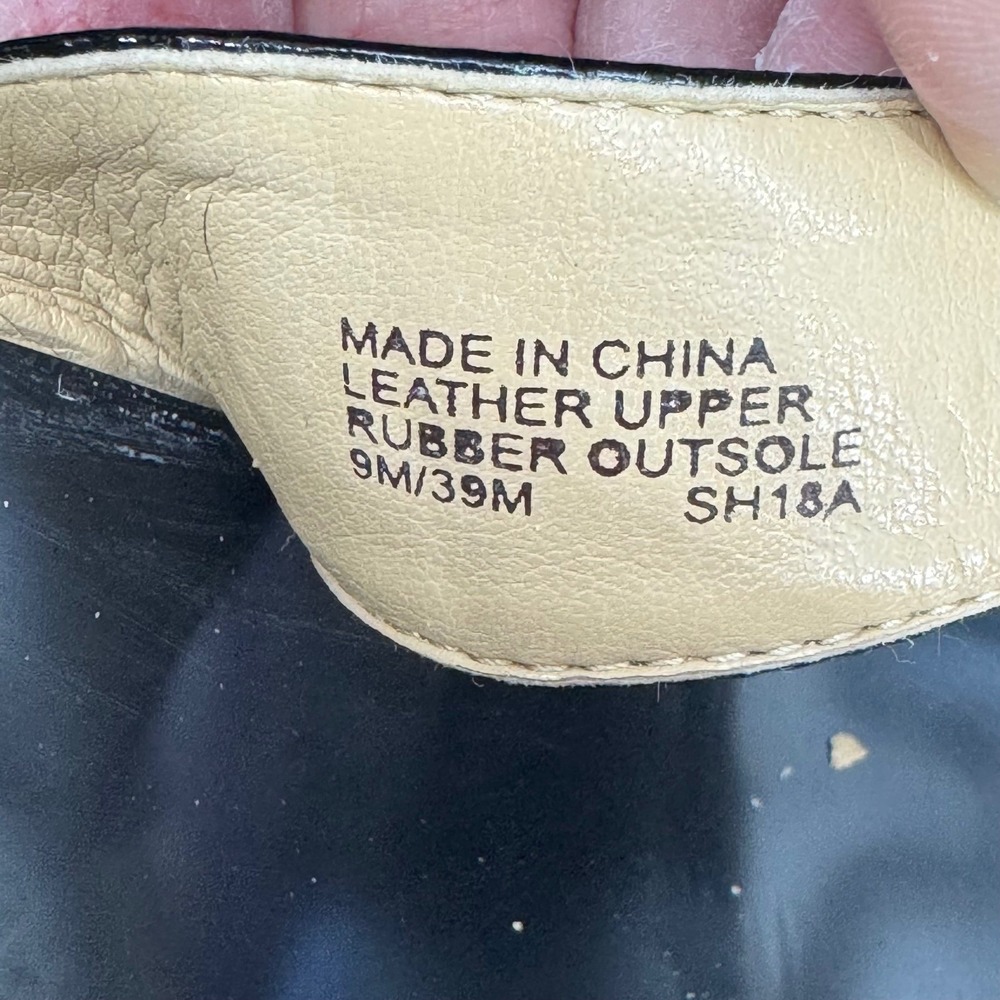 MADE IN CHINA
LEATHER UPPER
RUBBER OUTSOLE
9M/39M SH18A